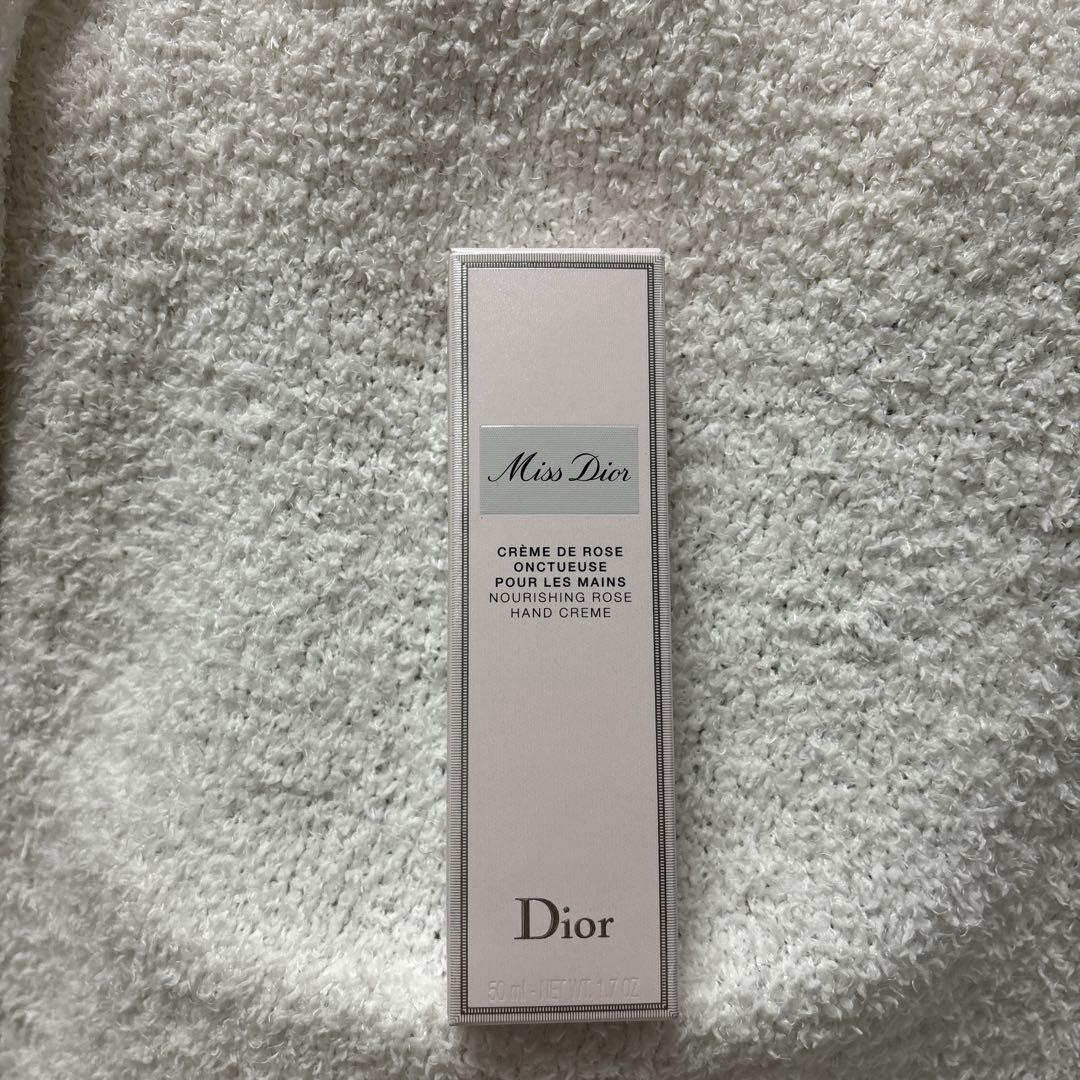 Miss Dior
CRÈME DE ROSE
ONCTUEUSE
POUR LES MAINS
NOURISHING ROSE
HAND CREME
Dior
50 ml - NET WT. 1.7 OZ